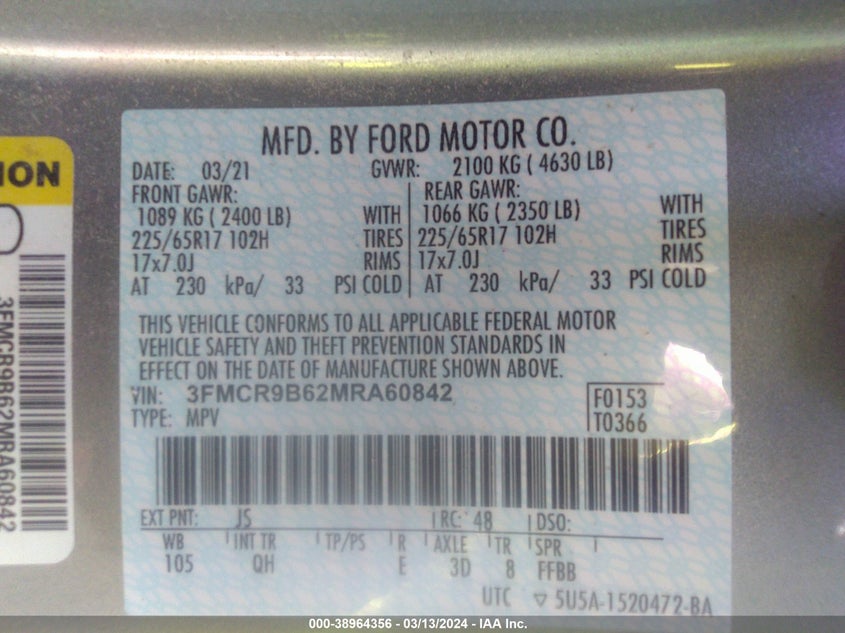 NION
3FMCR9B62MRA60842
MFD. BY FORD MOTOR CO.
DATE: 03/21 GVWR: 2100 KG ( 4630 LB)
FRONT GAWR: REAR GAWR:
1089 KG ( 2400 LB) WITH 1066 KG ( 2350 LB) WITH
225/65R17 102H TIRES 225/65R17 102H TIRES
17x7.0J RIMS 17x7.0J RIMS
AT 230 kPa/ 33 PSI COLD AT 230 kPa/ 33 PSI COLD
THIS VEHICLE CONFORMS TO ALL APPLICABLE FEDERAL MOTOR
VEHICLE SAFETY AND THEFT PREVENTION STANDARDS IN
EFFECT ON THE DATE OF MANUFACTURE SHOWN ABOVE.
VIN: 3FMCR9B62MRA60842 F0153
TYPE: MPV T0366
EXT PNT: JS RC: 48 DSO:
WB INT TR TP/PS R AXLE TR SPR
105 QH E 3D 8 FFBB
UTC ▽ 5U5A-1520472-BA
000-38964356 - 03/13/2024 - IAA Inc.